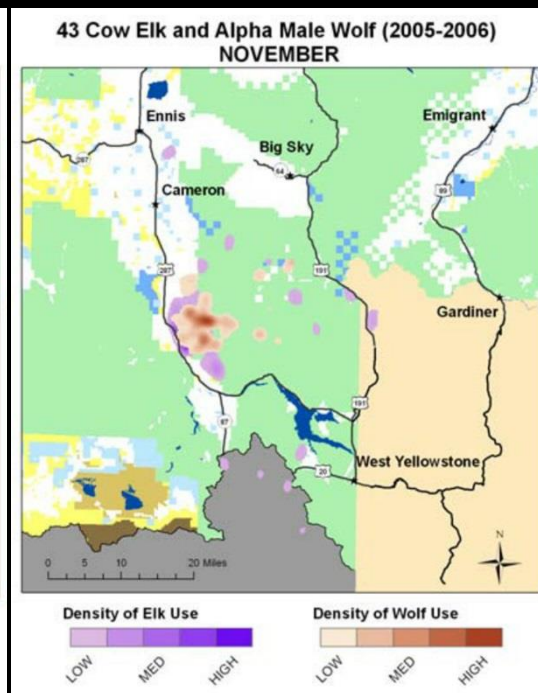 43 Cow Elk and Alpha Male Wolf (2005-2006)
NOVEMBER
Ennis
Emigrant
287
Big Sky
64
Cameron
89
287
191
Gardiner
191
87
20
West Yellowstone
N
0 5 10 20 Miles
Density of Elk Use
Density of Wolf Use
LOW MED HIGH
LOW MED HIGH